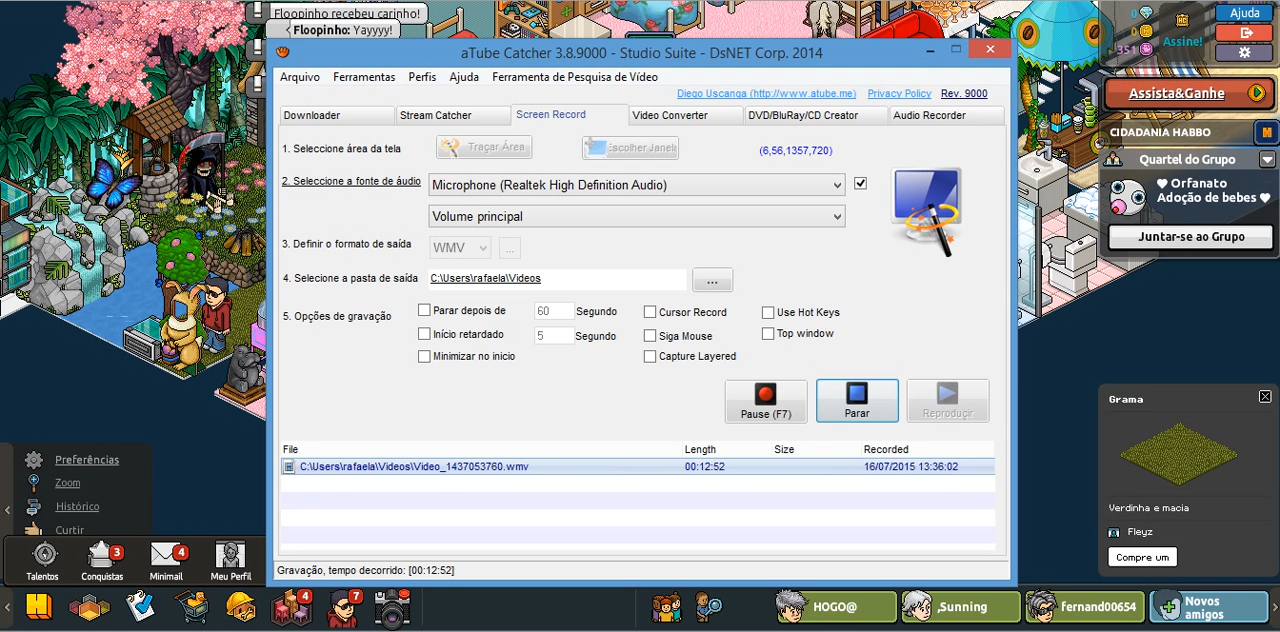 Floopinho recebeu carinho!
Floopinho: Yayyyy!
0
0
351
HC
Assine!
Ajuda
aTube Catcher 3.8.9000 - Studio Suite - DsNET Corp. 2014
Arquivo Ferramentas Perfis Ajuda Ferramenta de Pesquisa de Vídeo
Diego Uscanga (http://www.atube.me) Privacy Policy Rev. 9000
Downloader Stream Catcher Screen Record Video Converter DVD/BluRay/CD Creator Audio Recorder
1. Seleccione área da tela Traçar Área Escolher Janela (6,56,1357,720)
2. Seleccione a fonte de áudio Microphone (Realtek High Definition Audio)
Volume principal
3. Definir o formato de saída WMV ...
4. Selecione a pasta de saída C:\Users\rafaela\Videos ...
5. Opções de gravação
Parar depois de 60 Segundo Cursor Record Use Hot Keys
Início retardado 5 Segundo Siga Mouse Top window
Minimizar no inicio Capture Layered
Pause (F7) Parar Reproduçir
File Length Size Recorded
C:\Users\rafaela\Videos\Video_1437053760.wmv 00:12:52 16/07/2015 13:36:02
Gravação, tempo decorrido: [00:12:52]
Assista&Ganhe
CIDADANIA HABBO
Quartel do Grupo
♥ Orfanato
Adoção de bebes ♥
Juntar-se ao Grupo
Grama
Verdinha e macia
Fleyz
Compre um
Preferências
Zoom
Histórico
Curtir
3 4
Talentos Conquistas Minimail Meu Perfil
4 7
HOGO@ ,Sunning fernand00654 Novos
amigos